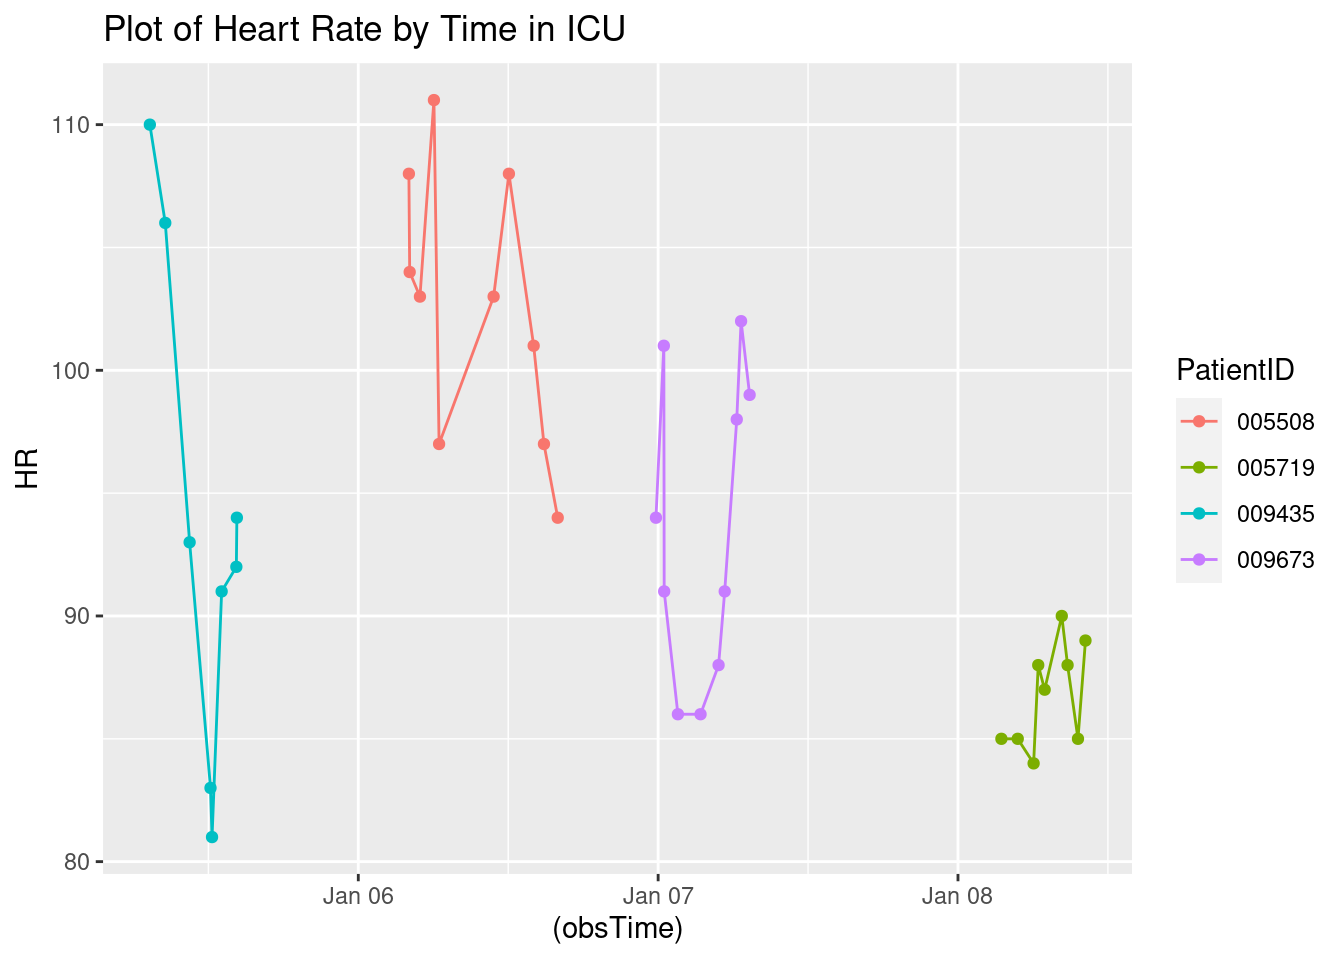 Plot of Heart Rate by Time in ICU
110
100
90
80
HR
Jan 06
Jan 07
Jan 08
(obsTime)
PatientID
005508
005719
009435
009673